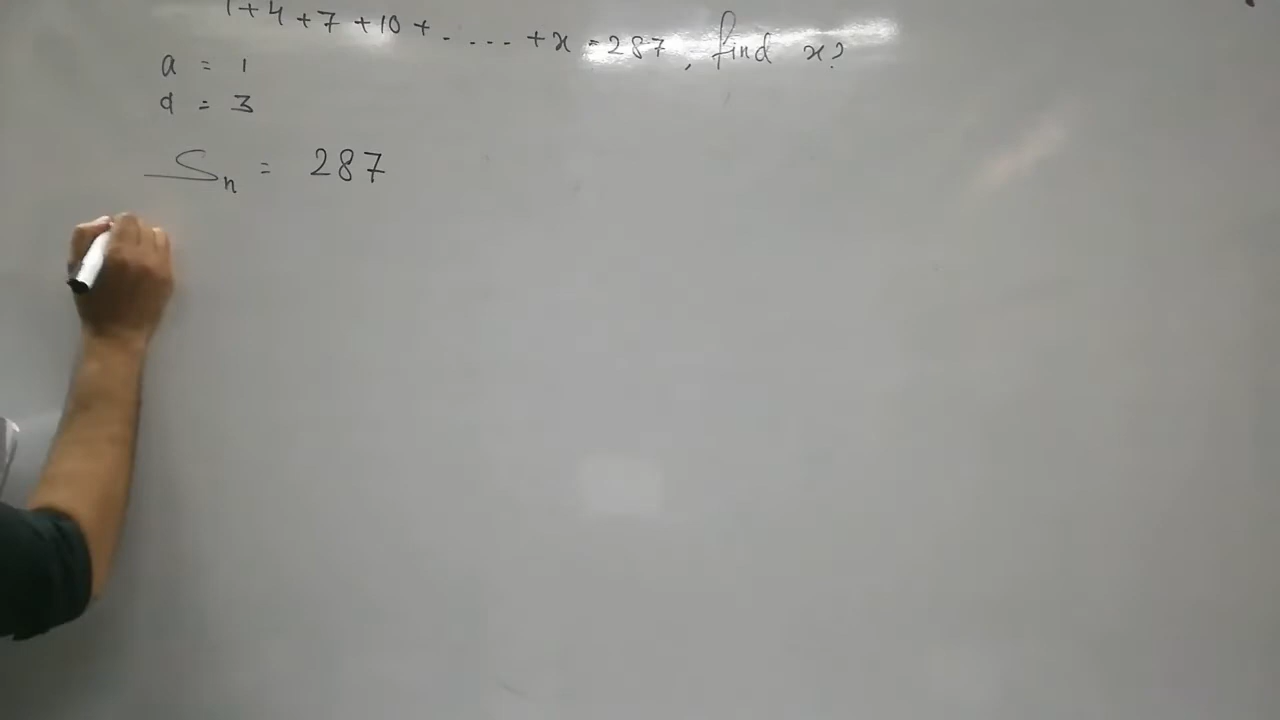 1+4+7+10+.....+x=287, find x?
a = 1
d = 3
Sn = 287